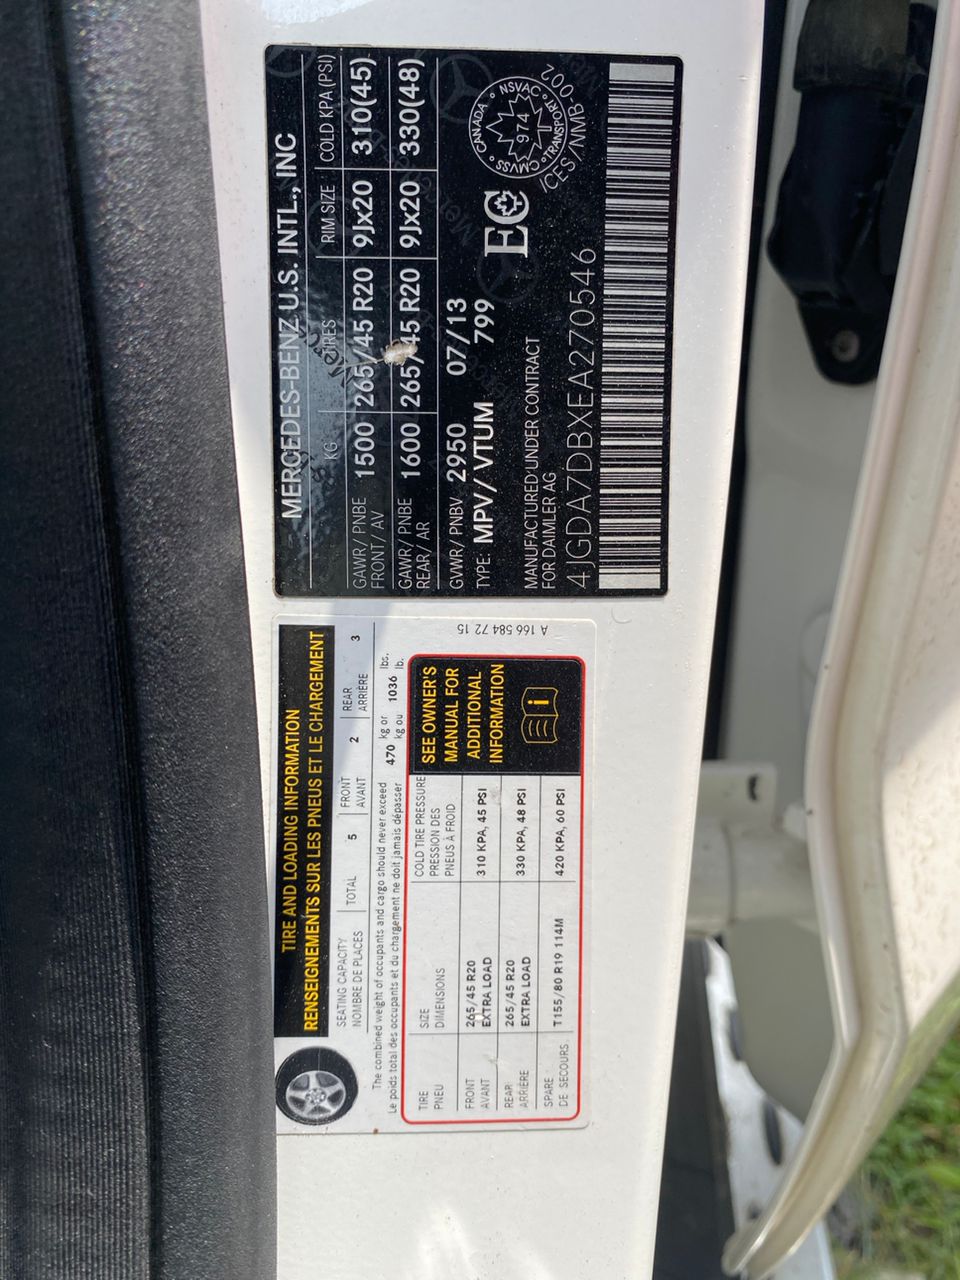 MERCEDES-BENZ U.S. INTL., INC
KG TIRES RIM SIZE COLD KPA (PSI)
GAWR/ PNBE 1500 265/45 R20 9Jx20 310(45)
FRONT/ AV
GAWR/ PNBE 1600 265/45 R20 9Jx20 330(48)
REAR/ AR
GVWR/ PNBV 2950 07/13
TYPE: MPV/ VTUM 799
MANUFACTURED UNDER CONTRACT
FOR DAIMLER AG
EC
CANADA NSVAC TRANSPORT CMVSS
974
ICES/NMB-002
4JGDA7DBXEA270546
TIRE AND LOADING INFORMATION
RENSEIGNEMENTS SUR LES PNEUS ET LE CHARGEMENT
SEATING CAPACITY TOTAL 5 FRONT 2 REAR 3
NOMBRE DE PLACES AVANT ARRIÈRE
The combined weight of occupants and cargo should never exceed 470 kg or 1036 lbs.
Le poids total des occupants et du chargement ne doit jamais dépasser kg ou lb.
TIRE SIZE COLD TIRE PRESSURE
PNEU DIMENSIONS PRESSION DES
PNEUS À FROID
FRONT 265/45 R20 310 KPA, 45 PSI
AVANT EXTRA LOAD
REAR 265/45 R20 330 KPA, 48 PSI
ARRIÈRE EXTRA LOAD
SPARE T155/80 R19 114M 420 KPA, 60 PSI
DE SECOURS
SEE OWNER'S
MANUAL FOR
ADDITIONAL
INFORMATION
i
A 166 584 72 15